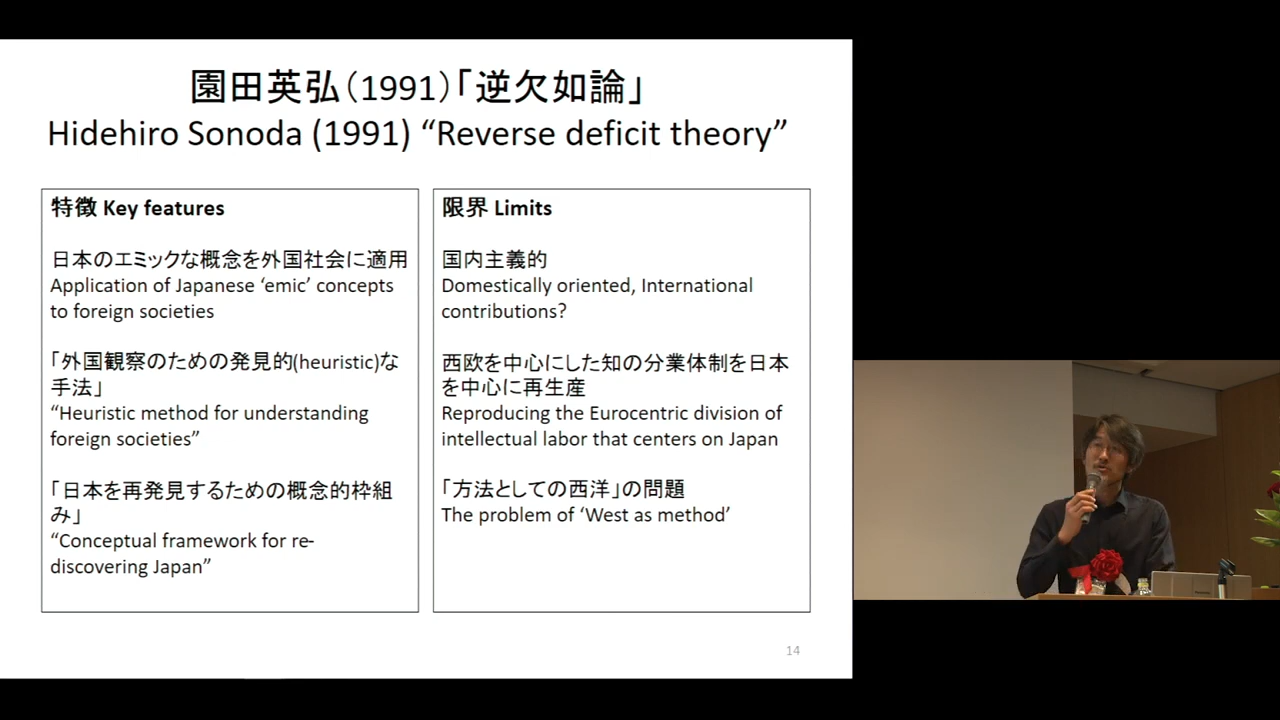 園田英弘（1991）「逆欠如論」
Hidehiro Sonoda (1991) “Reverse deficit theory”
特徴 Key features
日本のエミックな概念を外国社会に適用
Application of Japanese ‘emic’ concepts
to foreign societies
「外国観察のための発見的(heuristic)な
手法」
“Heuristic method for understanding
foreign societies”
「日本を再発見するための概念的枠組
み」
“Conceptual framework for re-
discovering Japan”
限界 Limits
国内主義的
Domestically oriented, International
contributions?
西欧を中心にした知の分業体制を日本
を中心に再生産
Reproducing the Eurocentric division of
intellectual labor that centers on Japan
「方法としての西洋」の問題
The problem of ‘West as method’
14